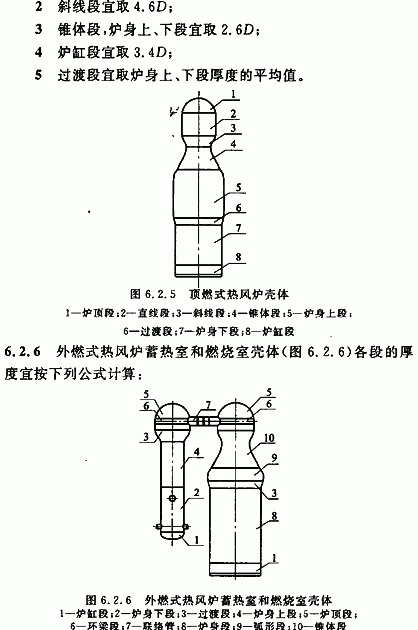 2 斜线段宜取4.6D;
3 锥体段,炉身上、下段宜取2.6D;
4 炉缸段宜取3.4D;
5 过渡段宜取炉身上、下段厚度的平均值。
1
2
3
4
5
6
7
8
图 6.2.5 顶燃式热风炉壳体
1—炉顶段;2—直线段;3—斜线段;4—锥体段;5—炉身上段;
6—过渡段;7—炉身下段;8—炉缸段
6.2.6 外燃式热风炉蓄热室和燃烧室壳体(图 6.2.6)各段的厚
度宜按下列公式计算:
5
6
3
7
4
2
1
5
6
10
9
3
8
1
图 6.2.6 外燃式热风炉蓄热室和燃烧室壳体
1—炉缸段;2—炉身下段;3—过渡段;4—炉身上段;5—炉顶段;
6—环梁段;7—联络管;8—炉身段;9—弧形段;10—锥体段